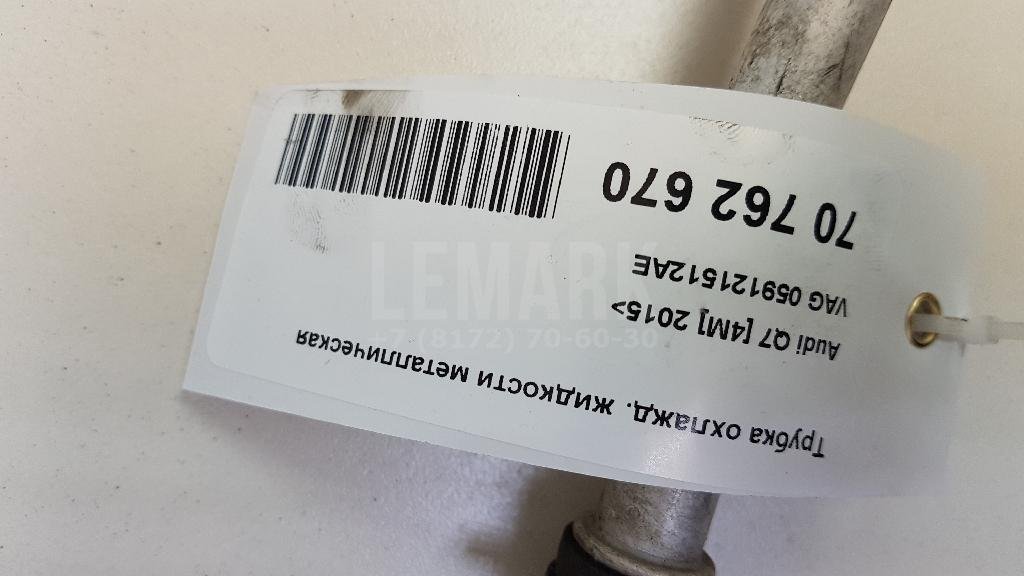 Трубка охлажд. жидкости металлическая
Audi Q7 [4M] 2015>
VAG 059121512AE
70 762 670
LEMARK
+7 (8172) 70-60-30